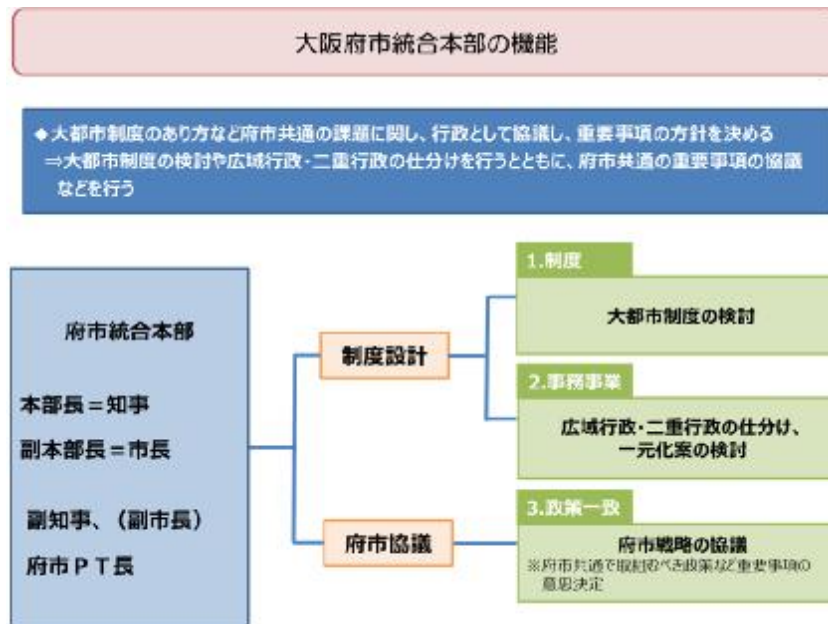 大阪府市統合本部の機能
◆大都市制度のあり方など府市共通の課題に関し、行政として協議し、重要事項の方針を決める
⇒大都市制度の検討や広域行政・二重行政の仕分けを行うとともに、府市共通の重要事項の協議
などを行う
府市統合本部
本部長＝知事
副本部長＝市長
副知事、（副市長）
府市ＰＴ長
制度設計
府市協議
1.制度
大都市制度の検討
2.事務事業
広域行政・二重行政の仕分け、
一元化案の検討
3.政策一致
府市戦略の協議
※府市共通で取組むべき政策など重要事項の
意思決定